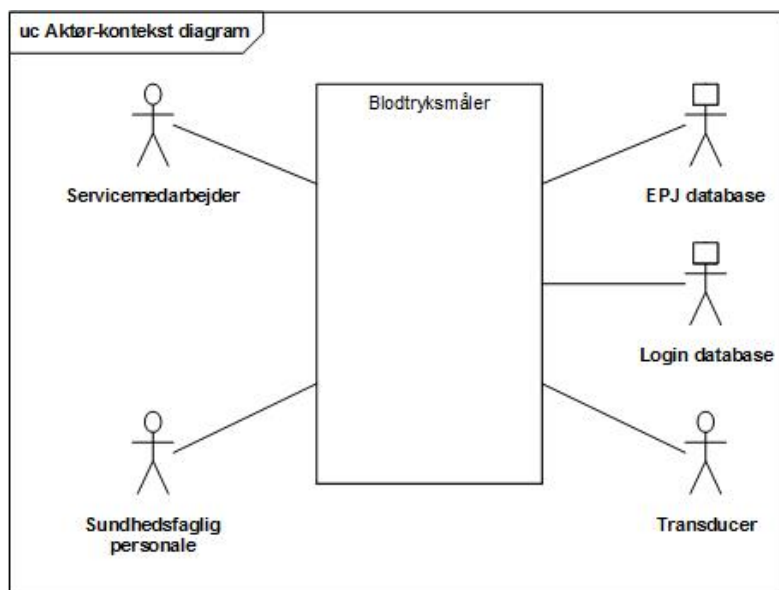 uc Aktør-kontekst diagram
Blodtryksmåler
Servicemedarbejder
EPJ database
Login database
Sundhedsfaglig
personale
Transducer